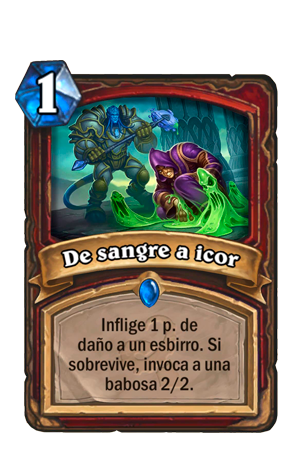 1
De sangre a icor
Inflige 1 p. de
daño a un esbirro. Si
sobrevive, invoca a una
babosa 2/2.